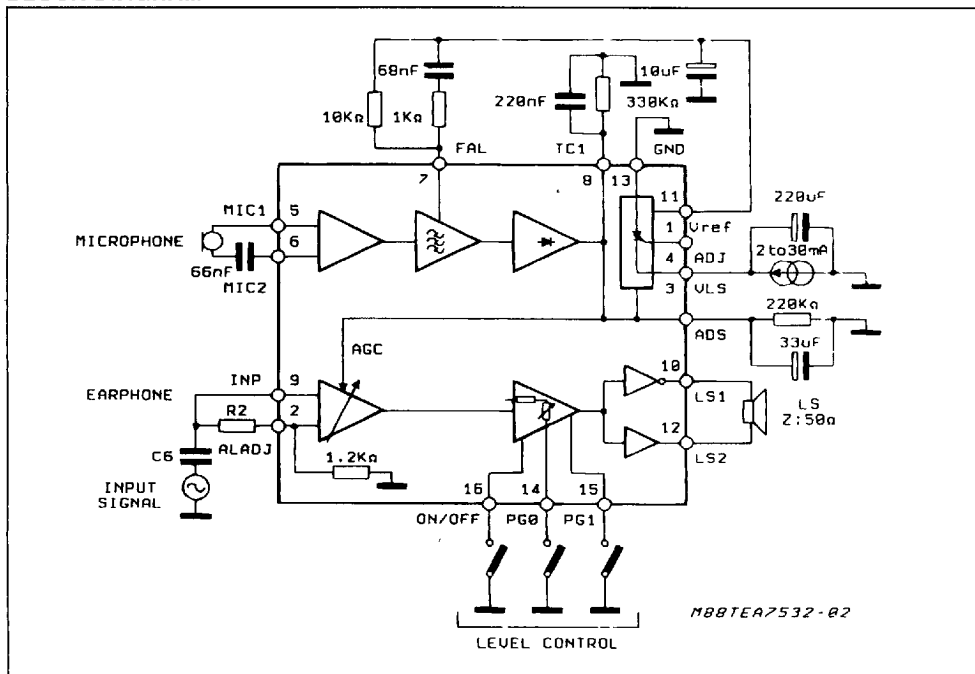 68nF
10uF
220nF
330KΩ
10KΩ
1KΩ
FAL
TC1
GND
7
8
13
MIC1
5
11
220uF
Vref
1
MICROPHONE
6
4
ADJ
2to30mA
66nF
MIC2
3
VLS
220KΩ
ADS
AGC
33uF
INP
9
10
EARPHONE
LS1
LS
Z:50Ω
R2
2
12
ALADJ
LS2
C6
1.2KΩ
INPUT
SIGNAL
16
14
15
ON/OFF
PG0
PG1
M88TEA7532-02
LEVEL CONTROL